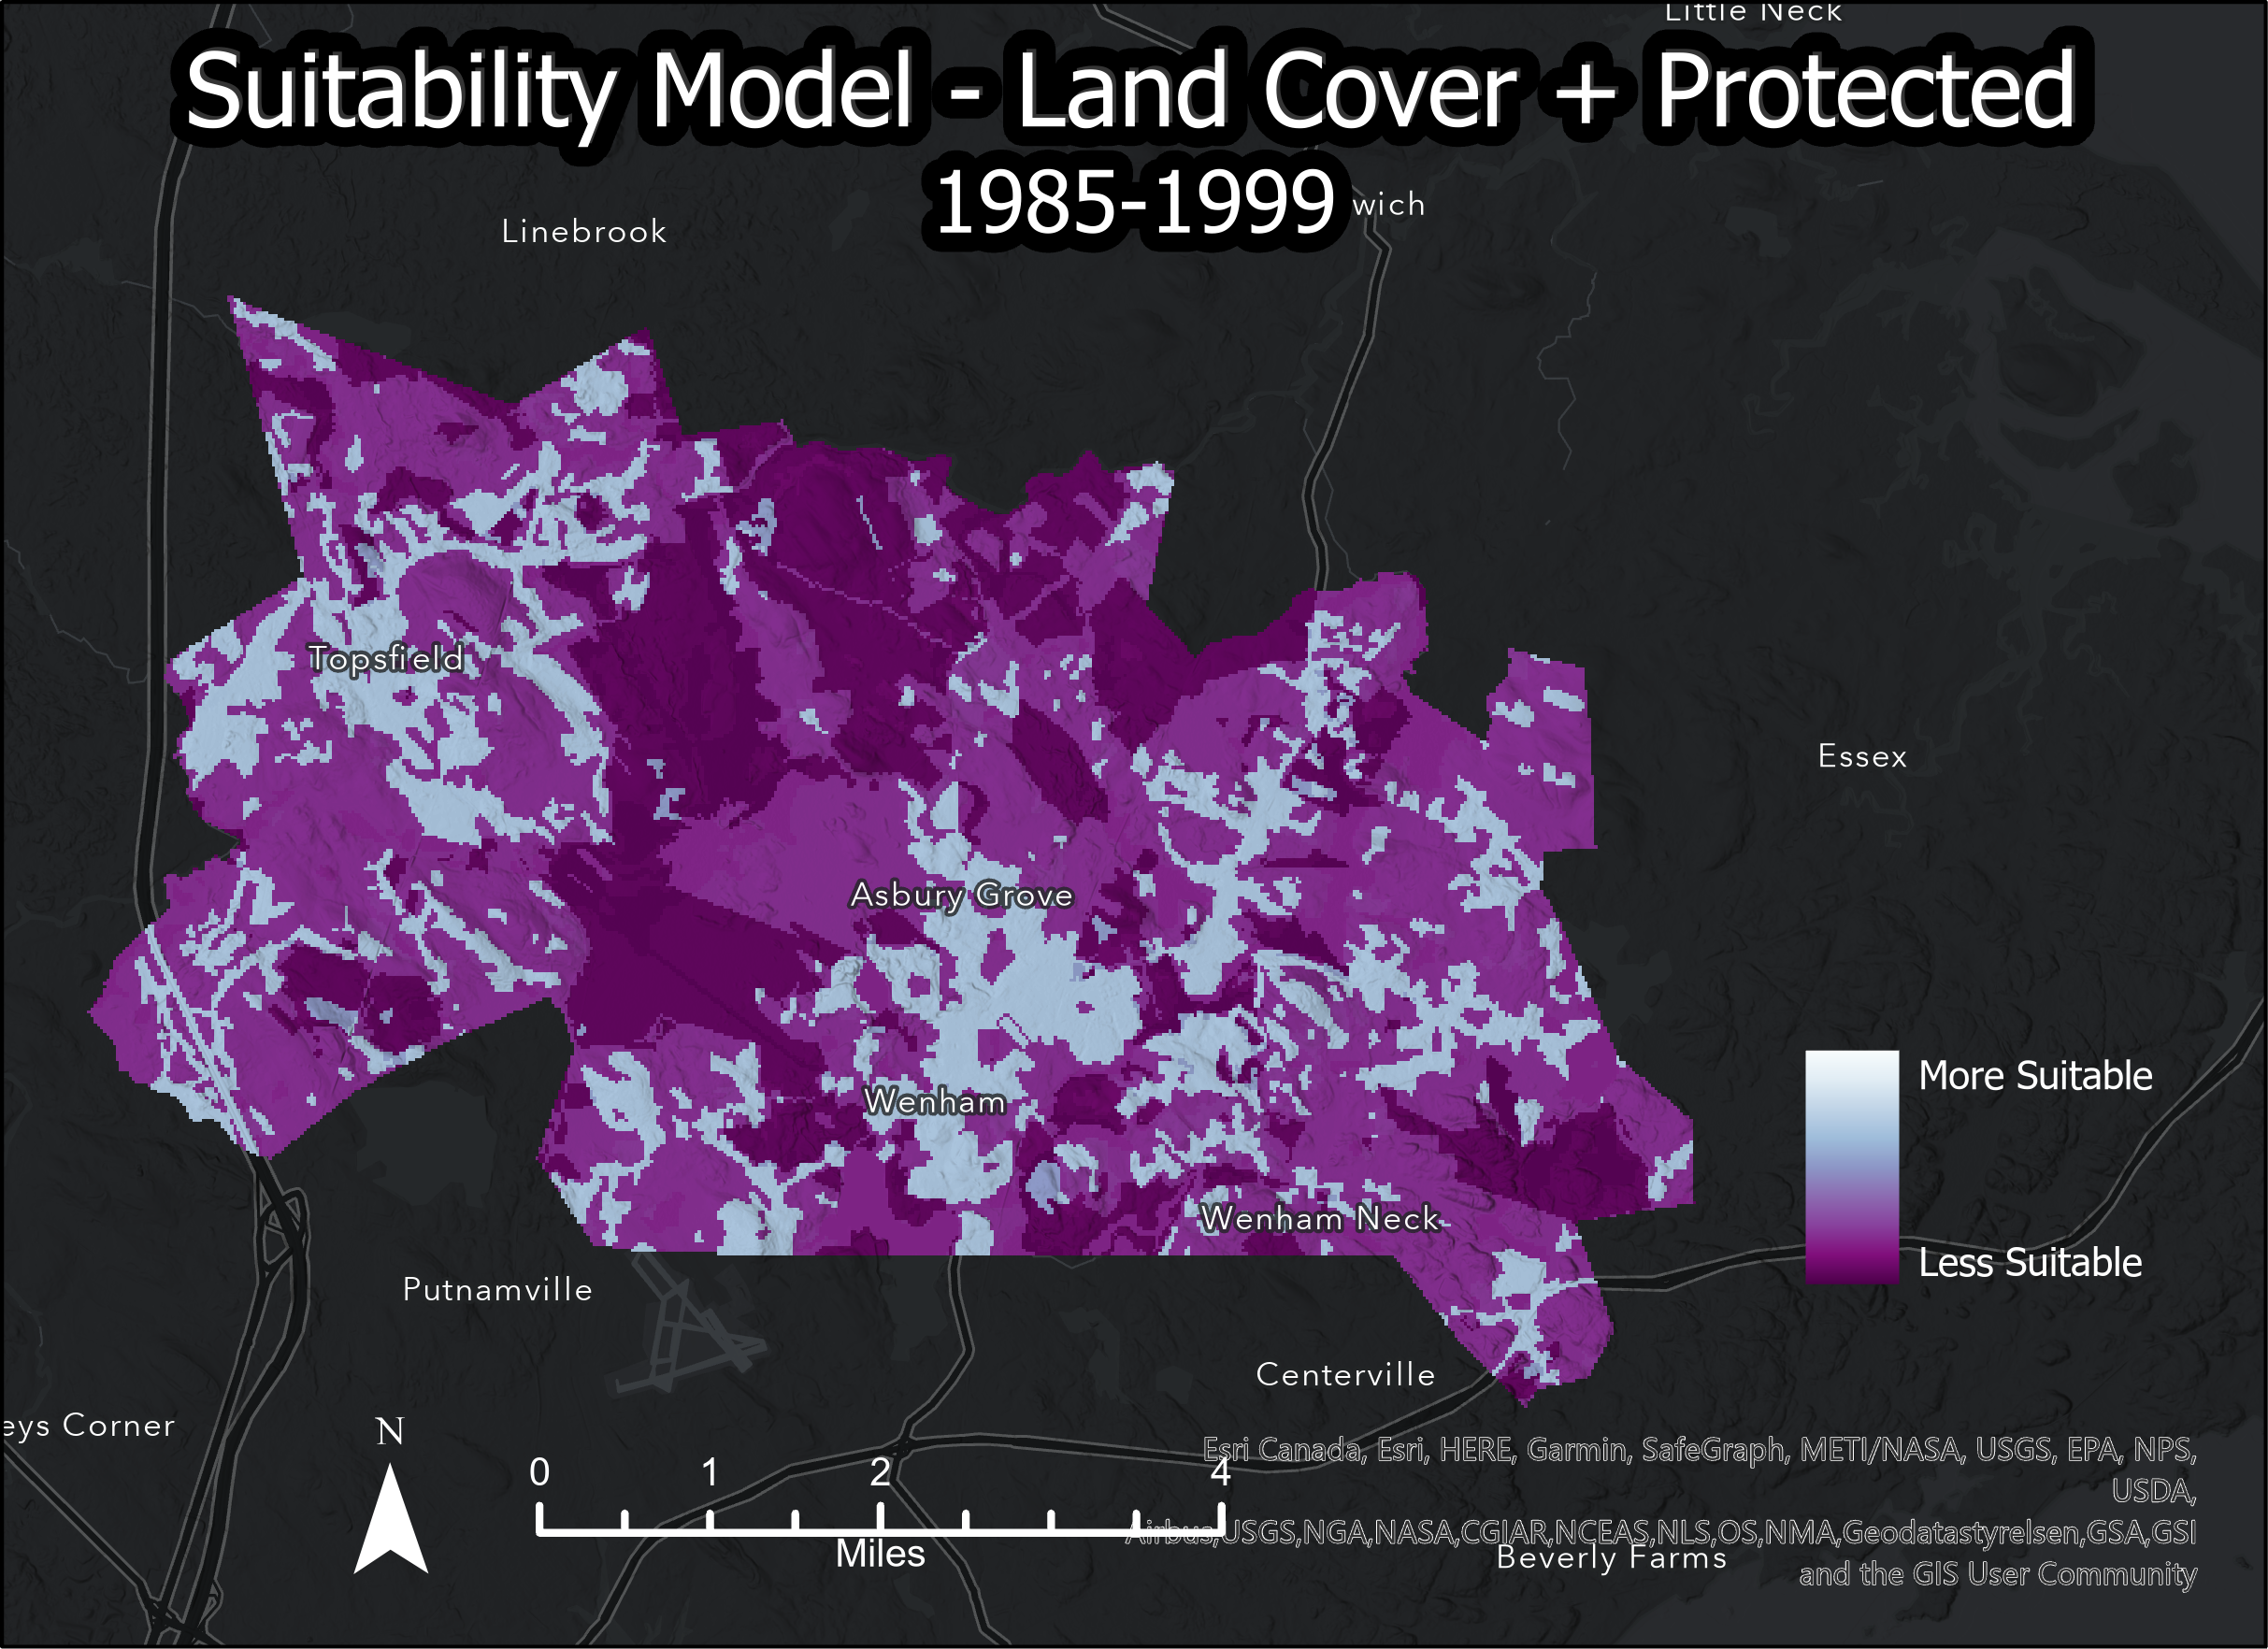 Little Neck
Suitability Model - Land Cover + Protected
1985-1999
wich
Linebrook
Topsfield
Essex
Asbury Grove
More Suitable
Wenham
Wenham Neck
Less Suitable
Putnamville
Centerville
eys Corner
N
0 1 2 4
Miles
Esri Canada, Esri, HERE, Garmin, SafeGraph, METI/NASA, USGS, EPA, NPS,
USDA,
Airbus,USGS,NGA,NASA,CGIAR,NCEAS,NLS,OS,NMA,Geodatastyrelsen,GSA,GSI
Beverly Farms
and the GIS User Community